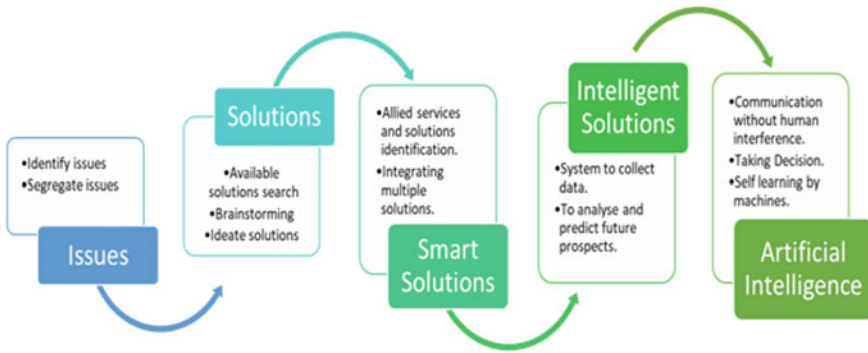 •Identify issues
•Segregate issues
Issues
Solutions
•Available
solutions search
•Brainstorming
•Ideate solutions
•Allied services
and solutions
identification.
•Integrating
multiple
solutions.
Smart
Solutions
Intelligent
Solutions
•System to collect
data.
•To analyse and
predict future
prospects.
•Communication
without human
interference.
•Taking Decision.
•Self learning by
machines.
Artificial
Intelligence